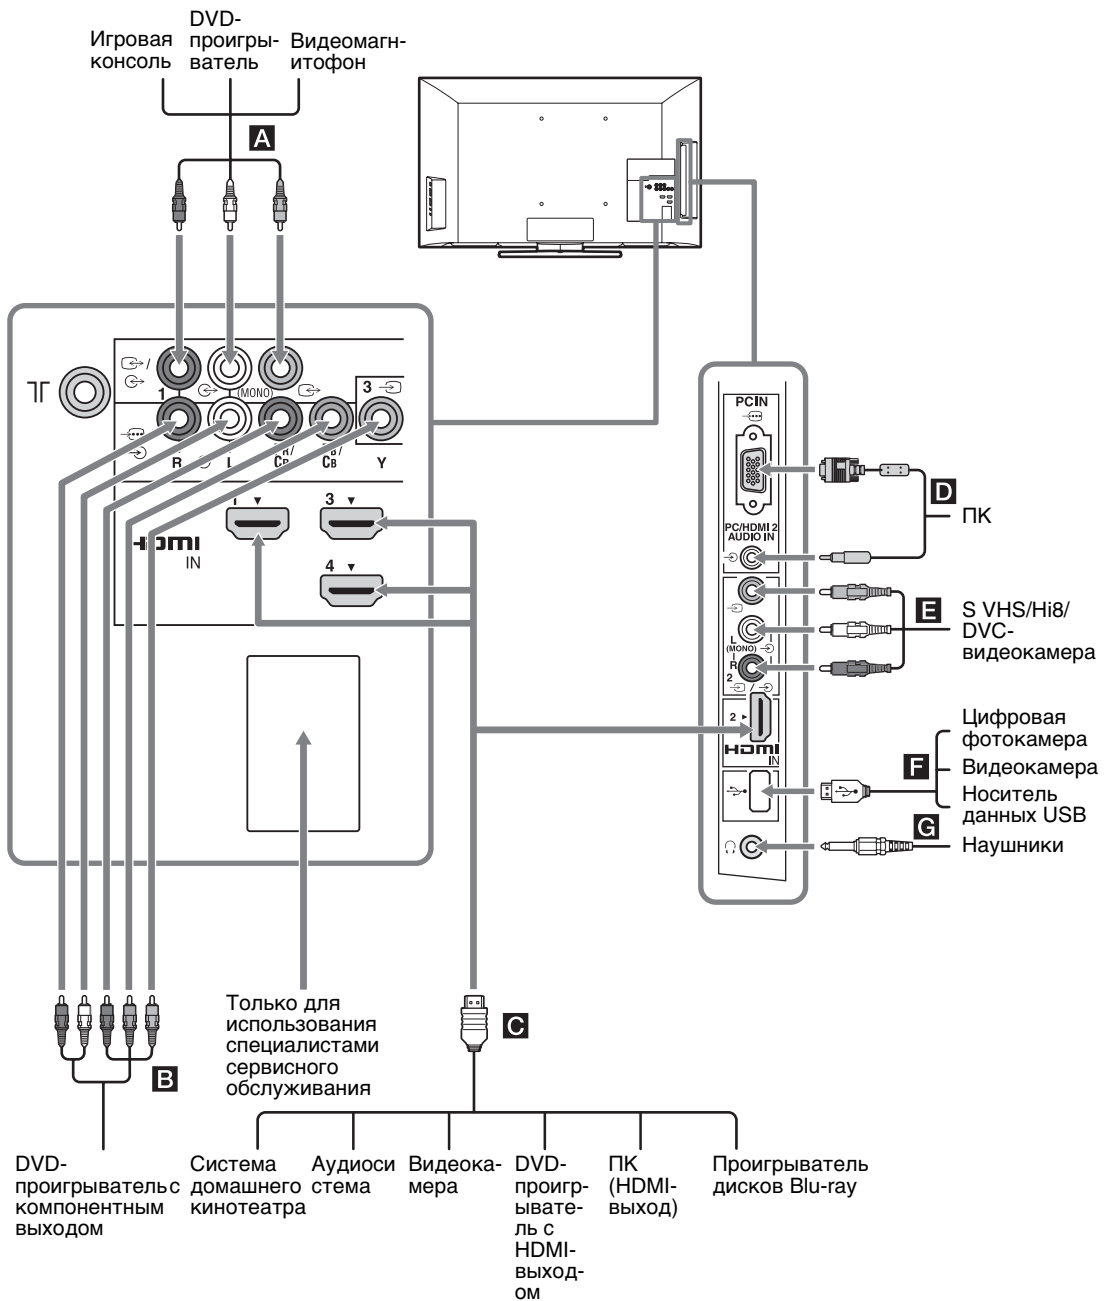 Игровая
консоль
DVD-
проигры-
ватель
Видеомагн-
итофон
A
1
(MONO)
3
R
L
CR/
CB
CB/
CB
Y
1
3
4
HDMI
IN
PC IN
PC/HDMI 2
AUDIO IN
D
ПК
L
(MONO)
R
2
E
S VHS/Hi8/
DVC-
видеокамера
2
HDMI
IN
F
Цифровая
фотокамера
Видеокамера
Носитель
данных USB
G
Наушники
Только для
использования
специалистами
сервисного
обслуживания
B
C
DVD-
проигрыватель с
компонентным
выходом
Система
домашнего
кинотеатра
Аудиоси
стема
Видеока-
мера
DVD-
проигр-
ывате-
ль с
HDMI-
выход-
ом
ПК
(HDMI-
выход)
Проигрыватель
дисков Blu-ray